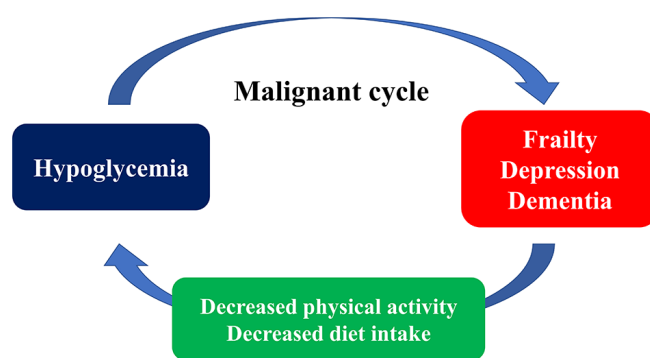 Malignant cycle
Hypoglycemia
Frailty
Depression
Dementia
Decreased physical activity
Decreased diet intake